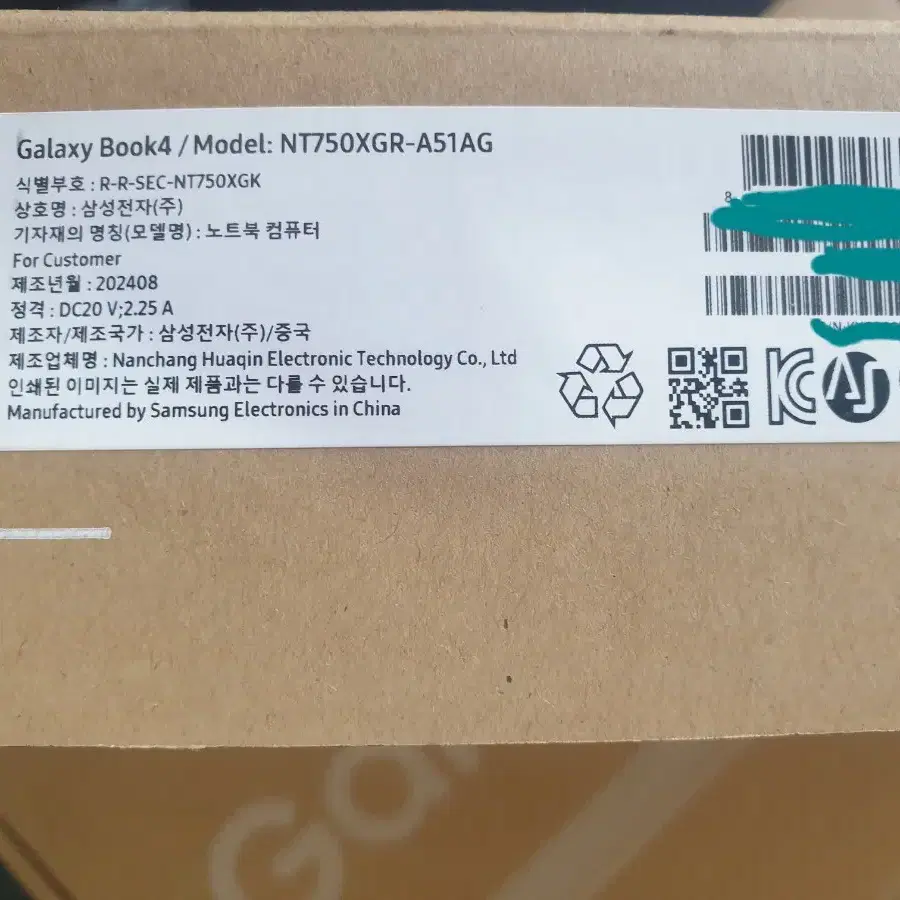 Galaxy Book4 / Model: NT750XGR-A51AG
식별부호 : R-R-SEC-NT750XGK
상호명 : 삼성전자(주)
기자재의 명칭(모델명) : 노트북 컴퓨터
For Customer
제조년월 : 202408
정격 : DC20 V;2.25 A
제조자/제조국가 : 삼성전자(주)/중국
제조업체명 : Nanchang Huaqin Electronic Technology Co., Ltd
인쇄된 이미지는 실제 제품과는 다를 수 있습니다.
Manufactured by Samsung Electronics in China
8
Ga